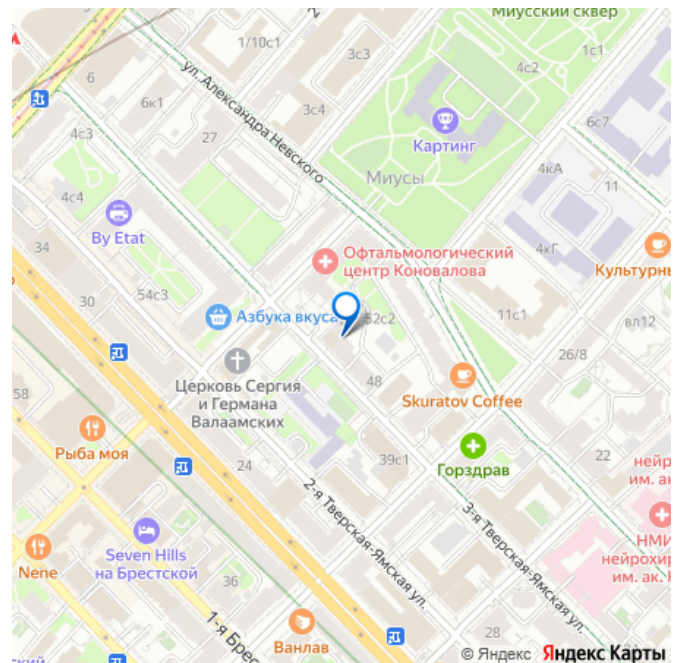 Миусский сквер
1/10с1
3с3
1с1
4с2
ул. Александра Невского
6
6к1
3с4
4с3
27
Картинг
6с7
Миусы
4кА
11
4с4
By Etat
34
Офтальмологический
центр Коновалова
4кГ
Культурны
30
54с3
Азбука вкуса
52с2
11с1
вл12
26/8
Церковь Сергия
и Германа
Валаамских
48
Skuratov Coffee
58
Рыба моя
24
39с1
Горздрав
22
нейр
им. ак
2-я Тверская-Ямская ул.
3-я Тверская-Ямская ул.
Seven Hills
на Брестской
НМИ
нейрохир
им. ак. Н
Nene
36
1-я Брес
Ванлав
28
ский
© Яндекс Яндекс Карты